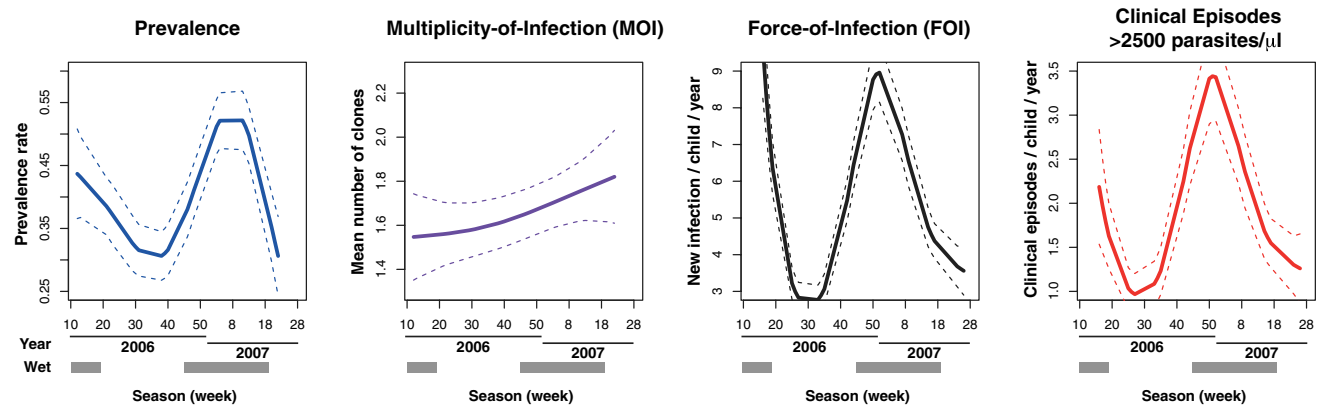 Prevalence
Prevalence rate
0.55
0.45
0.35
0.25
10 20 30 40 50 8 18 28
Year
2006
2007
Wet
Season (week)
Multiplicity-of-Infection (MOI)
Mean number of clones
2.2
2.0
1.8
1.6
1.4
10 20 30 40 50 8 18 28
2006
2007
Season (week)
Force-of-Infection (FOI)
New infection / child / year
9
8
7
6
5
4
3
10 20 30 40 50 8 18 28
2006
2007
Season (week)
Clinical Episodes
>2500 parasites/μl
Clinical episodes / child / year
3.5
3.0
2.5
2.0
1.5
1.0
10 20 30 40 50 8 18 28
2006
2007
Season (week)